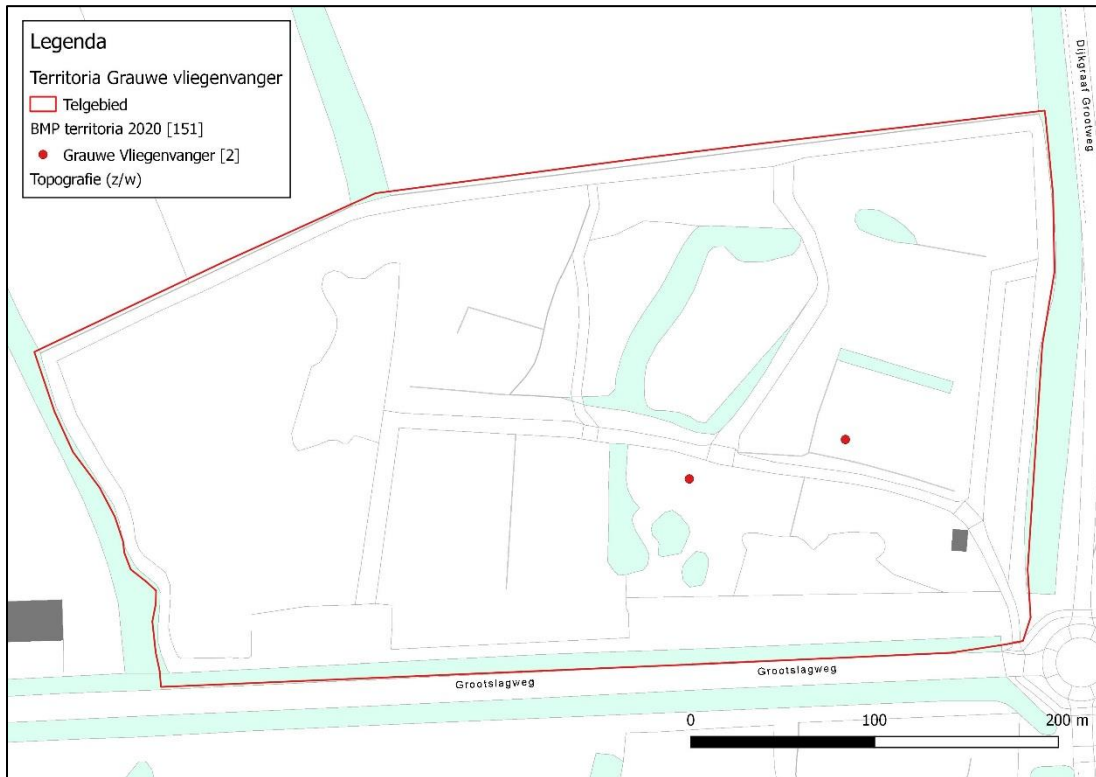 Legenda
Territoria Grauwe vliegenvanger
Telgebied
BMP territoria 2020 [151]
Grauwe Vliegenvanger [2]
Topografie (z/w)
Dijkgraaf Grootweg
Grootslagweg
Grootslagweg
0 100 200 m